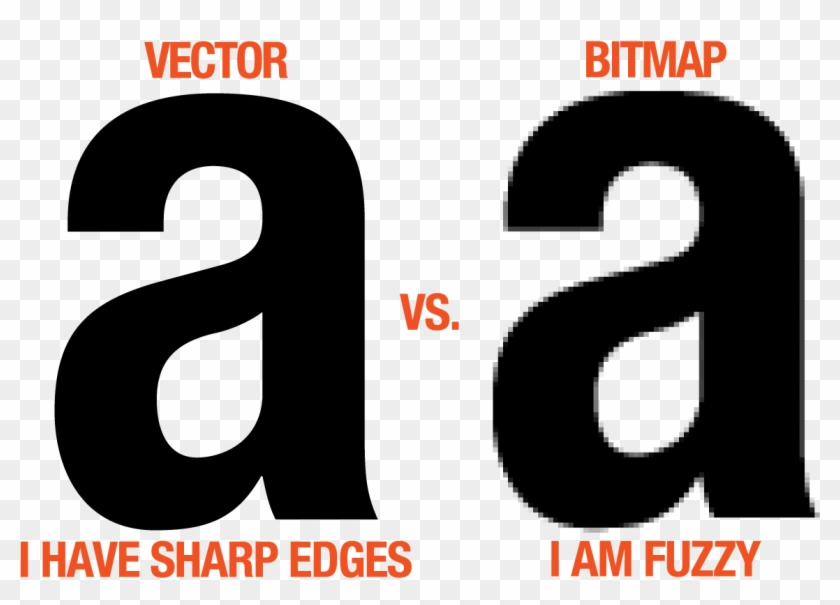 VECTOR
BITMAP
a
a
VS.
I HAVE SHARP EDGES
I AM FUZZY